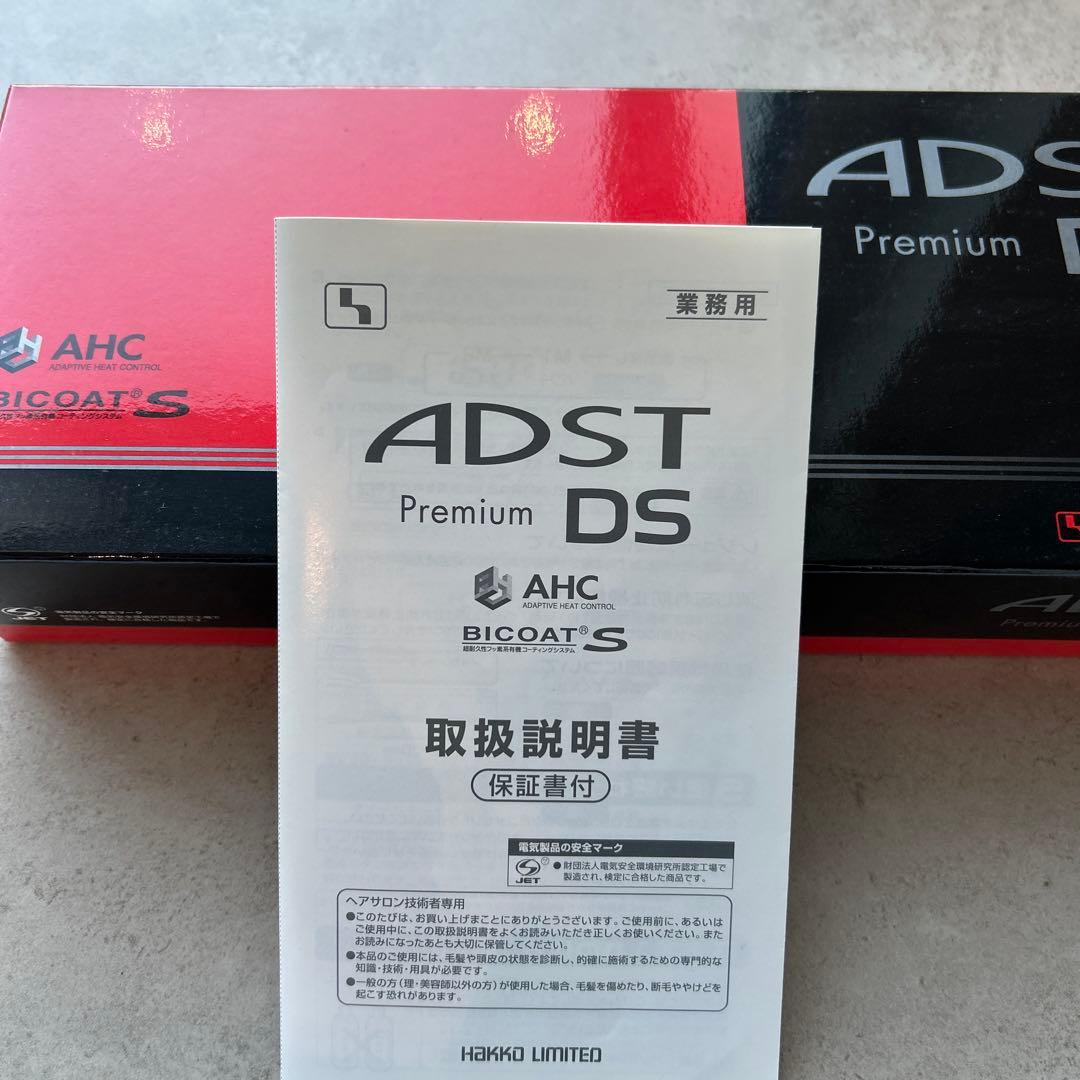 ADS
Premium
AHC
ADAPTIVE HEAT CONTROL
BICOAT® S
電気製品の安全マーク
JET
Premiu
業務用
ADST
Premium DS
AHC
ADAPTIVE HEAT CONTROL
BICOAT® S
超耐久性フッ素系有機コーティングシステム
取扱説明書
保証書付
電気製品の安全マーク
JET
●財団法人電気安全環境研究所認定工場で
製造され、検定に合格した商品です。
ヘアサロン技術者専用
●このたびは、お買い上げまことにありがとうございます。ご使用前に、あるいは
ご使用中に、この取扱説明書をよくお読みいただき正しくお使いください。また
お読みになったあとも大切に保管してください。
●本品のご使用には、毛髪や頭皮の状態を診断し、的確に施術するための専門的な
知識・技術・用具が必要です。
●一般の方(理・美容師以外の方)が使用した場合、毛髪を傷めたり、断毛ややけどを
起こす恐れがあります。
HAKKO LIMITED